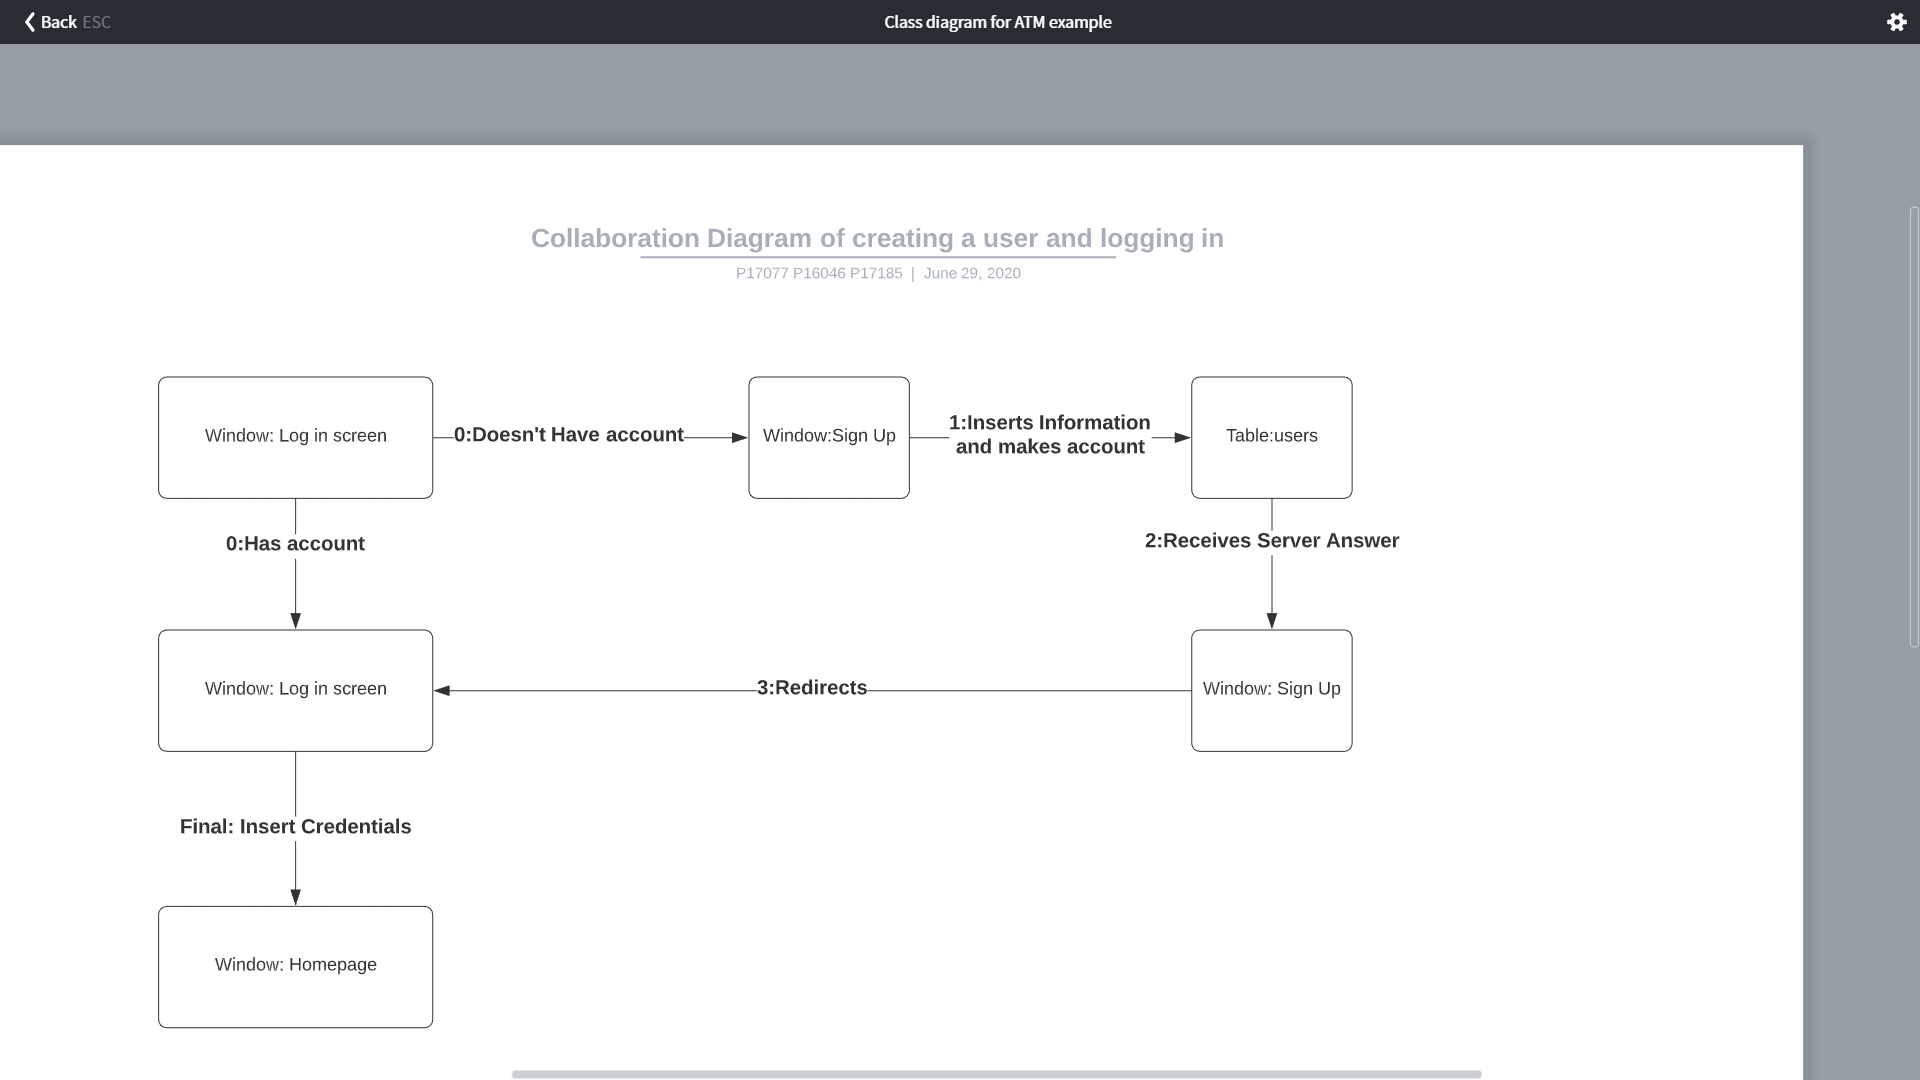 Back ESC
Class diagram for ATM example
Collaboration Diagram of creating a user and logging in
P17077 P16046 P17185 | June 29, 2020
Window: Log in screen
0:Doesn't Have account
Window:Sign Up
1:Inserts Information
and makes account
Table:users
0:Has account
2:Receives Server Answer
Window: Log in screen
3:Redirects
Window: Sign Up
Final: Insert Credentials
Window: Homepage